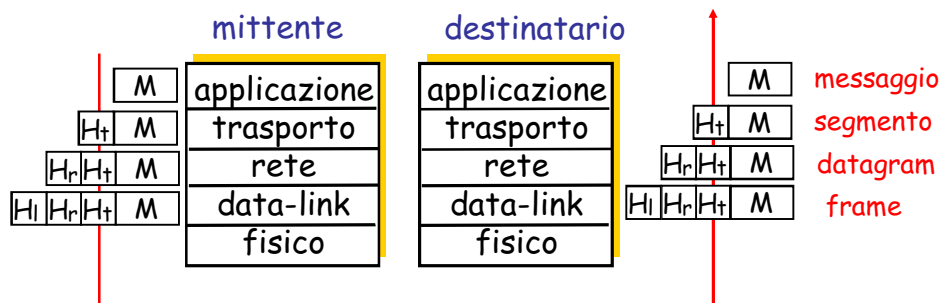 mittente destinatario
M applicazione applicazione M messaggio
Ht M trasporto trasporto Ht M segmento
Hr Ht M rete rete Hr Ht M datagram
Hl Hr Ht M data-link data-link Hl Hr Ht M frame
fisico fisico